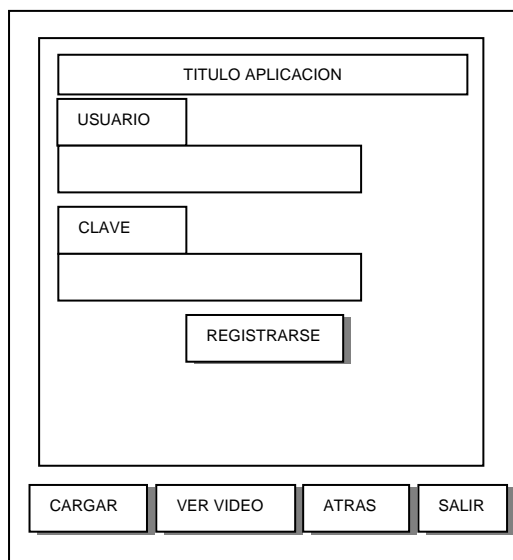 TITULO APLICACION
USUARIO
CLAVE
REGISTRARSE
CARGAR VER VIDEO ATRAS SALIR